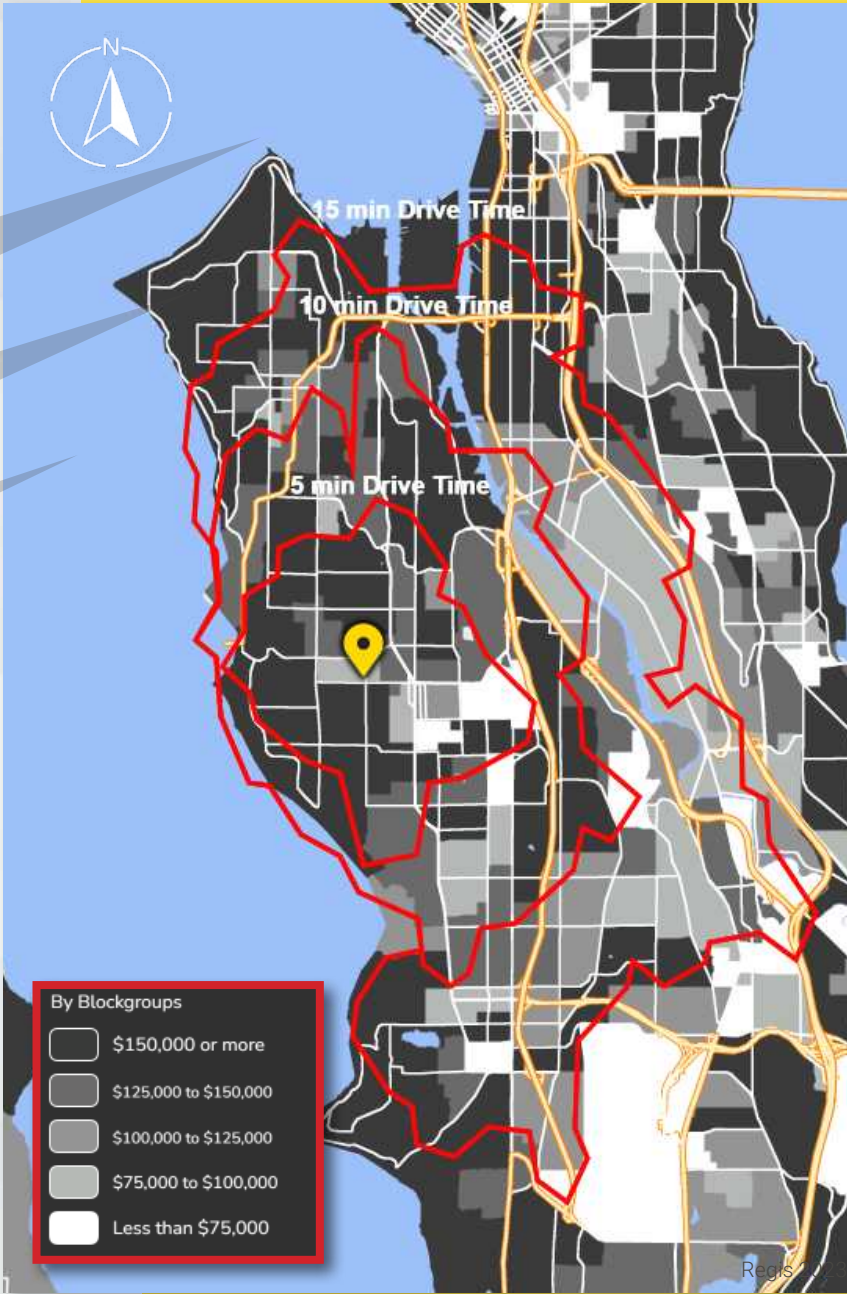 N
15 min Drive Time
10 min Drive Time
5 min Drive Time
By Blockgroups
$150,000 or more
$125,000 to $150,000
$100,000 to $125,000
$75,000 to $100,000
Less than $75,000
Regis